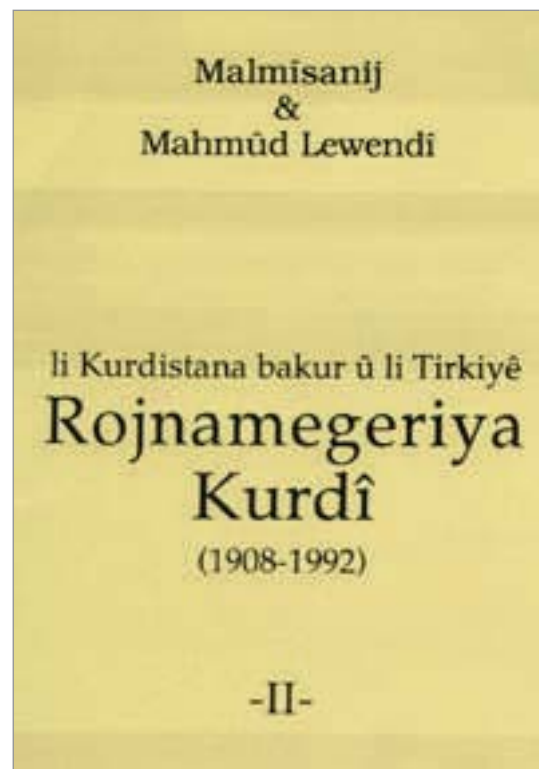 Malmîsanij
&
Mahmûd Lewendî
li Kurdistana bakur û li Tirkiyê
Rojnamegeriya
Kurdî
(1908-1992)
-II-